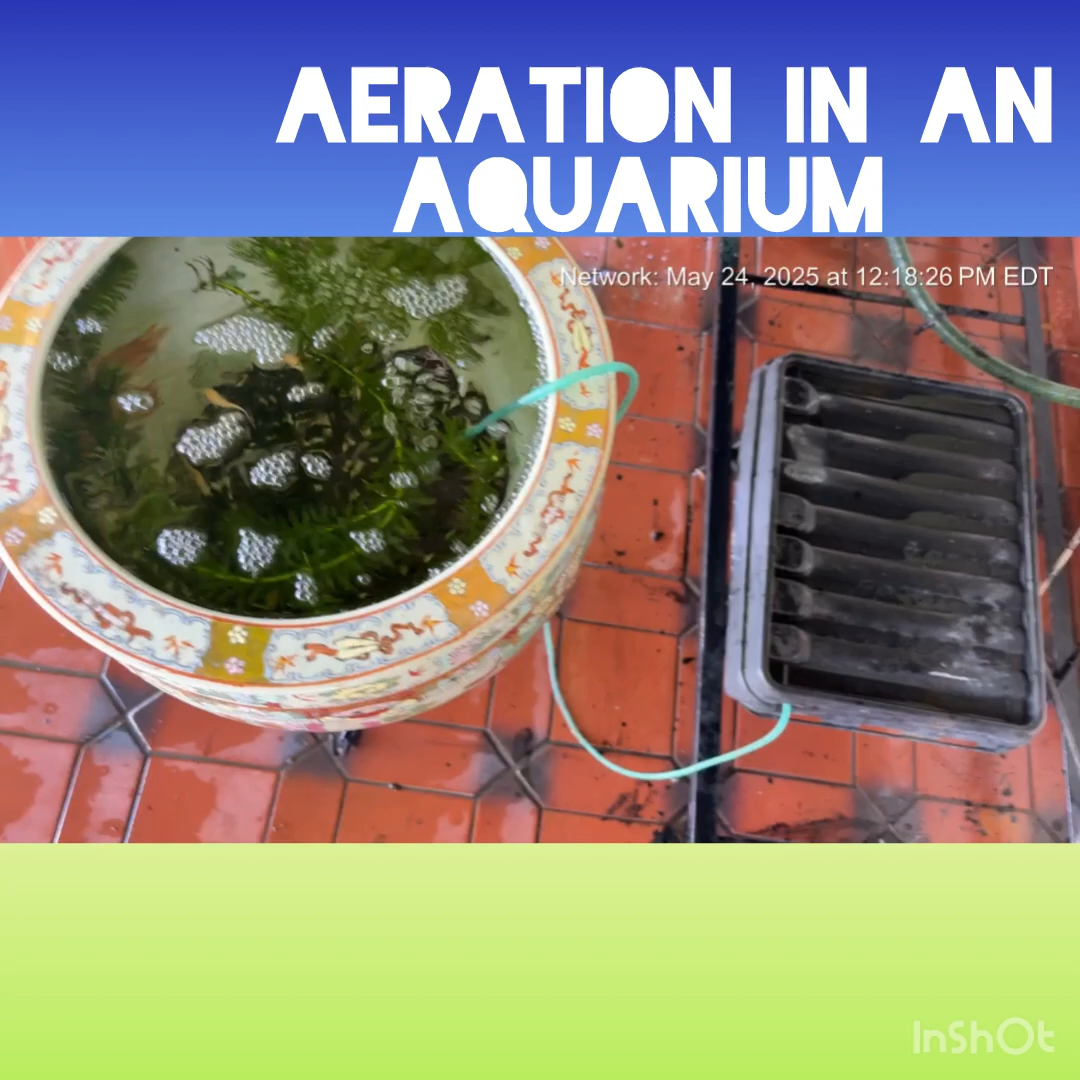 AERATION IN AN
AQUARIUM
Network: May 24, 2025 at 12:18:26 PM EDT
InShOt